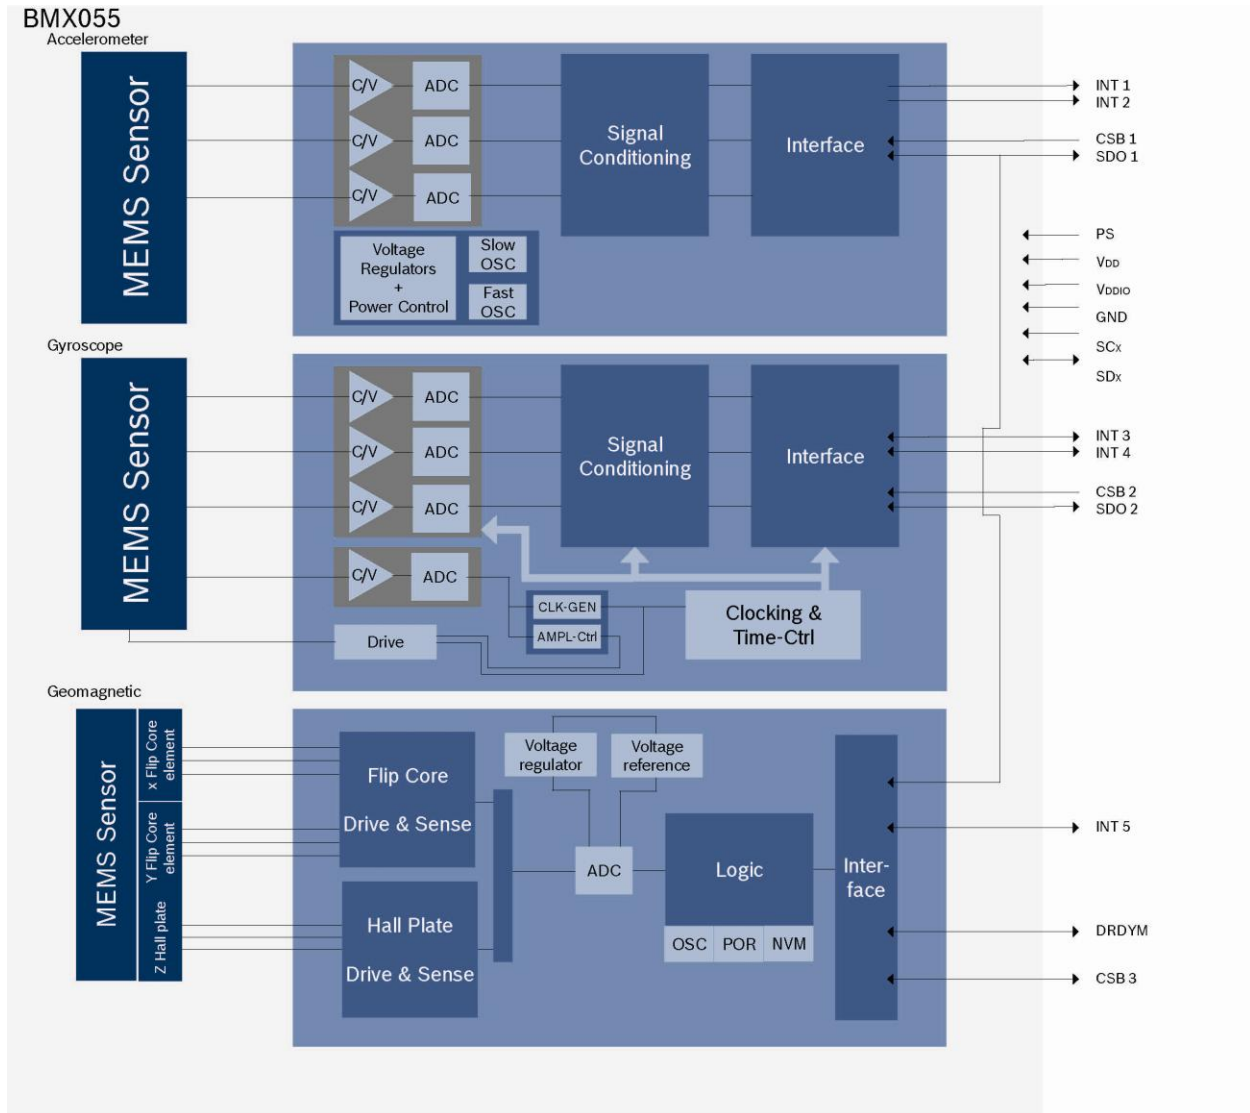 BMX055
Accelerometer
MEMS Sensor
C/V
ADC
C/V
ADC
C/V
ADC
Voltage
Regulators
+
Power Control
Slow
OSC
Fast
OSC
Signal
Conditioning
Interface
INT 1
INT 2
CSB 1
SDO 1
PS
VDD
VDDIO
GND
SCx
SDx
Gyroscope
MEMS Sensor
C/V
ADC
C/V
ADC
C/V
ADC
C/V
ADC
Drive
CLK-GEN
AMPL-Ctrl
Signal
Conditioning
Interface
Clocking &
Time-Ctrl
INT 3
INT 4
CSB 2
SDO 2
Geomagnetic
MEMS Sensor
x Flip Core
element
Y Flip Core
element
Z Hall plate
Flip Core
Drive & Sense
Hall Plate
Drive & Sense
Voltage
regulator
Voltage
reference
ADC
Logic
OSC
POR
NVM
Inter-
face
INT 5
DRDYM
CSB 3